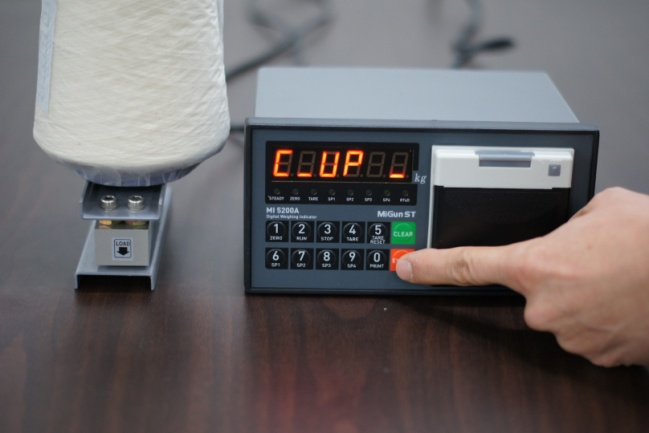 C_UP _
kg
STEADY ZERO TARE SP1 SP2 SP3 SP4 HOLD
MI 5200A
Digital Weighing Indicator
MiGun ST
1 ZERO 2 RUN 3 STOP 4 TARE 5 TARE RESET CLEAR
6 SP1 7 SP2 8 SP3 9 SP4 0 PRINT
LOAD